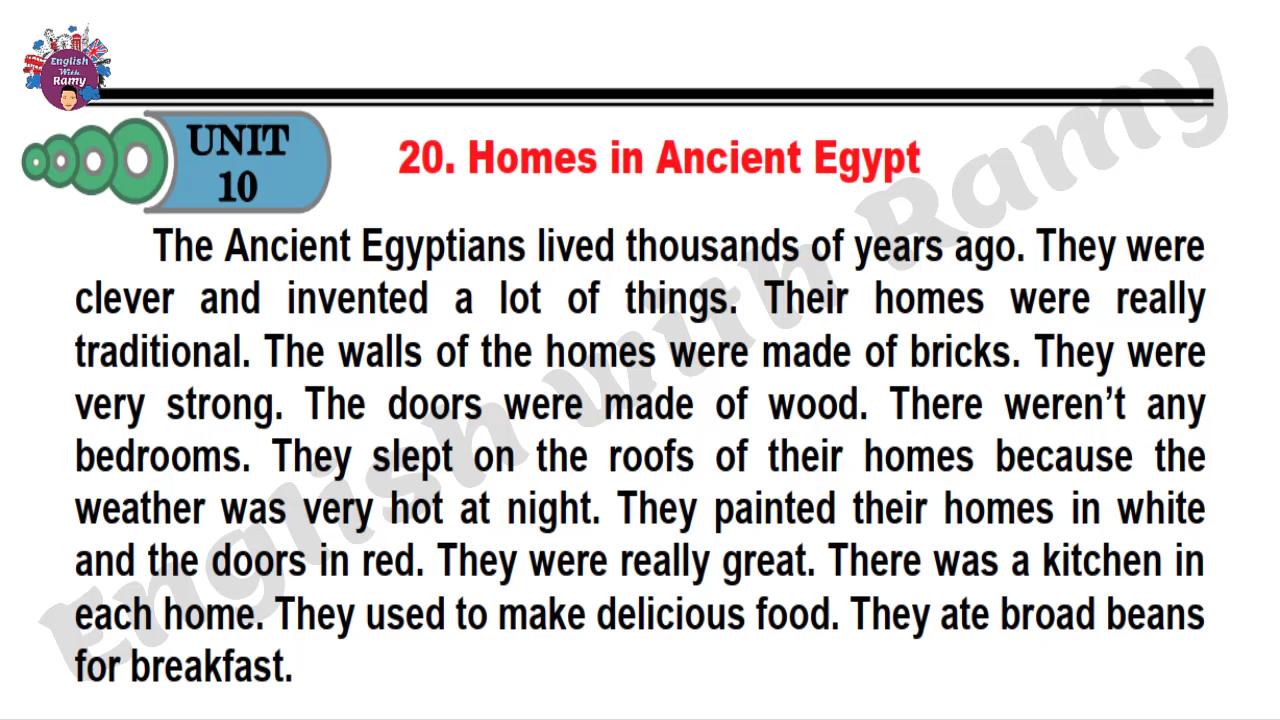 English
With
Ramy
UNIT
10
20. Homes in Ancient Egypt
The Ancient Egyptians lived thousands of years ago. They were
clever and invented a lot of things. Their homes were really
traditional. The walls of the homes were made of bricks. They were
very strong. The doors were made of wood. There weren't any
bedrooms. They slept on the roofs of their homes because the
weather was very hot at night. They painted their homes in white
and the doors in red. They were really great. There was a kitchen in
each home. They used to make delicious food. They ate broad beans
for breakfast.
English with Ramy